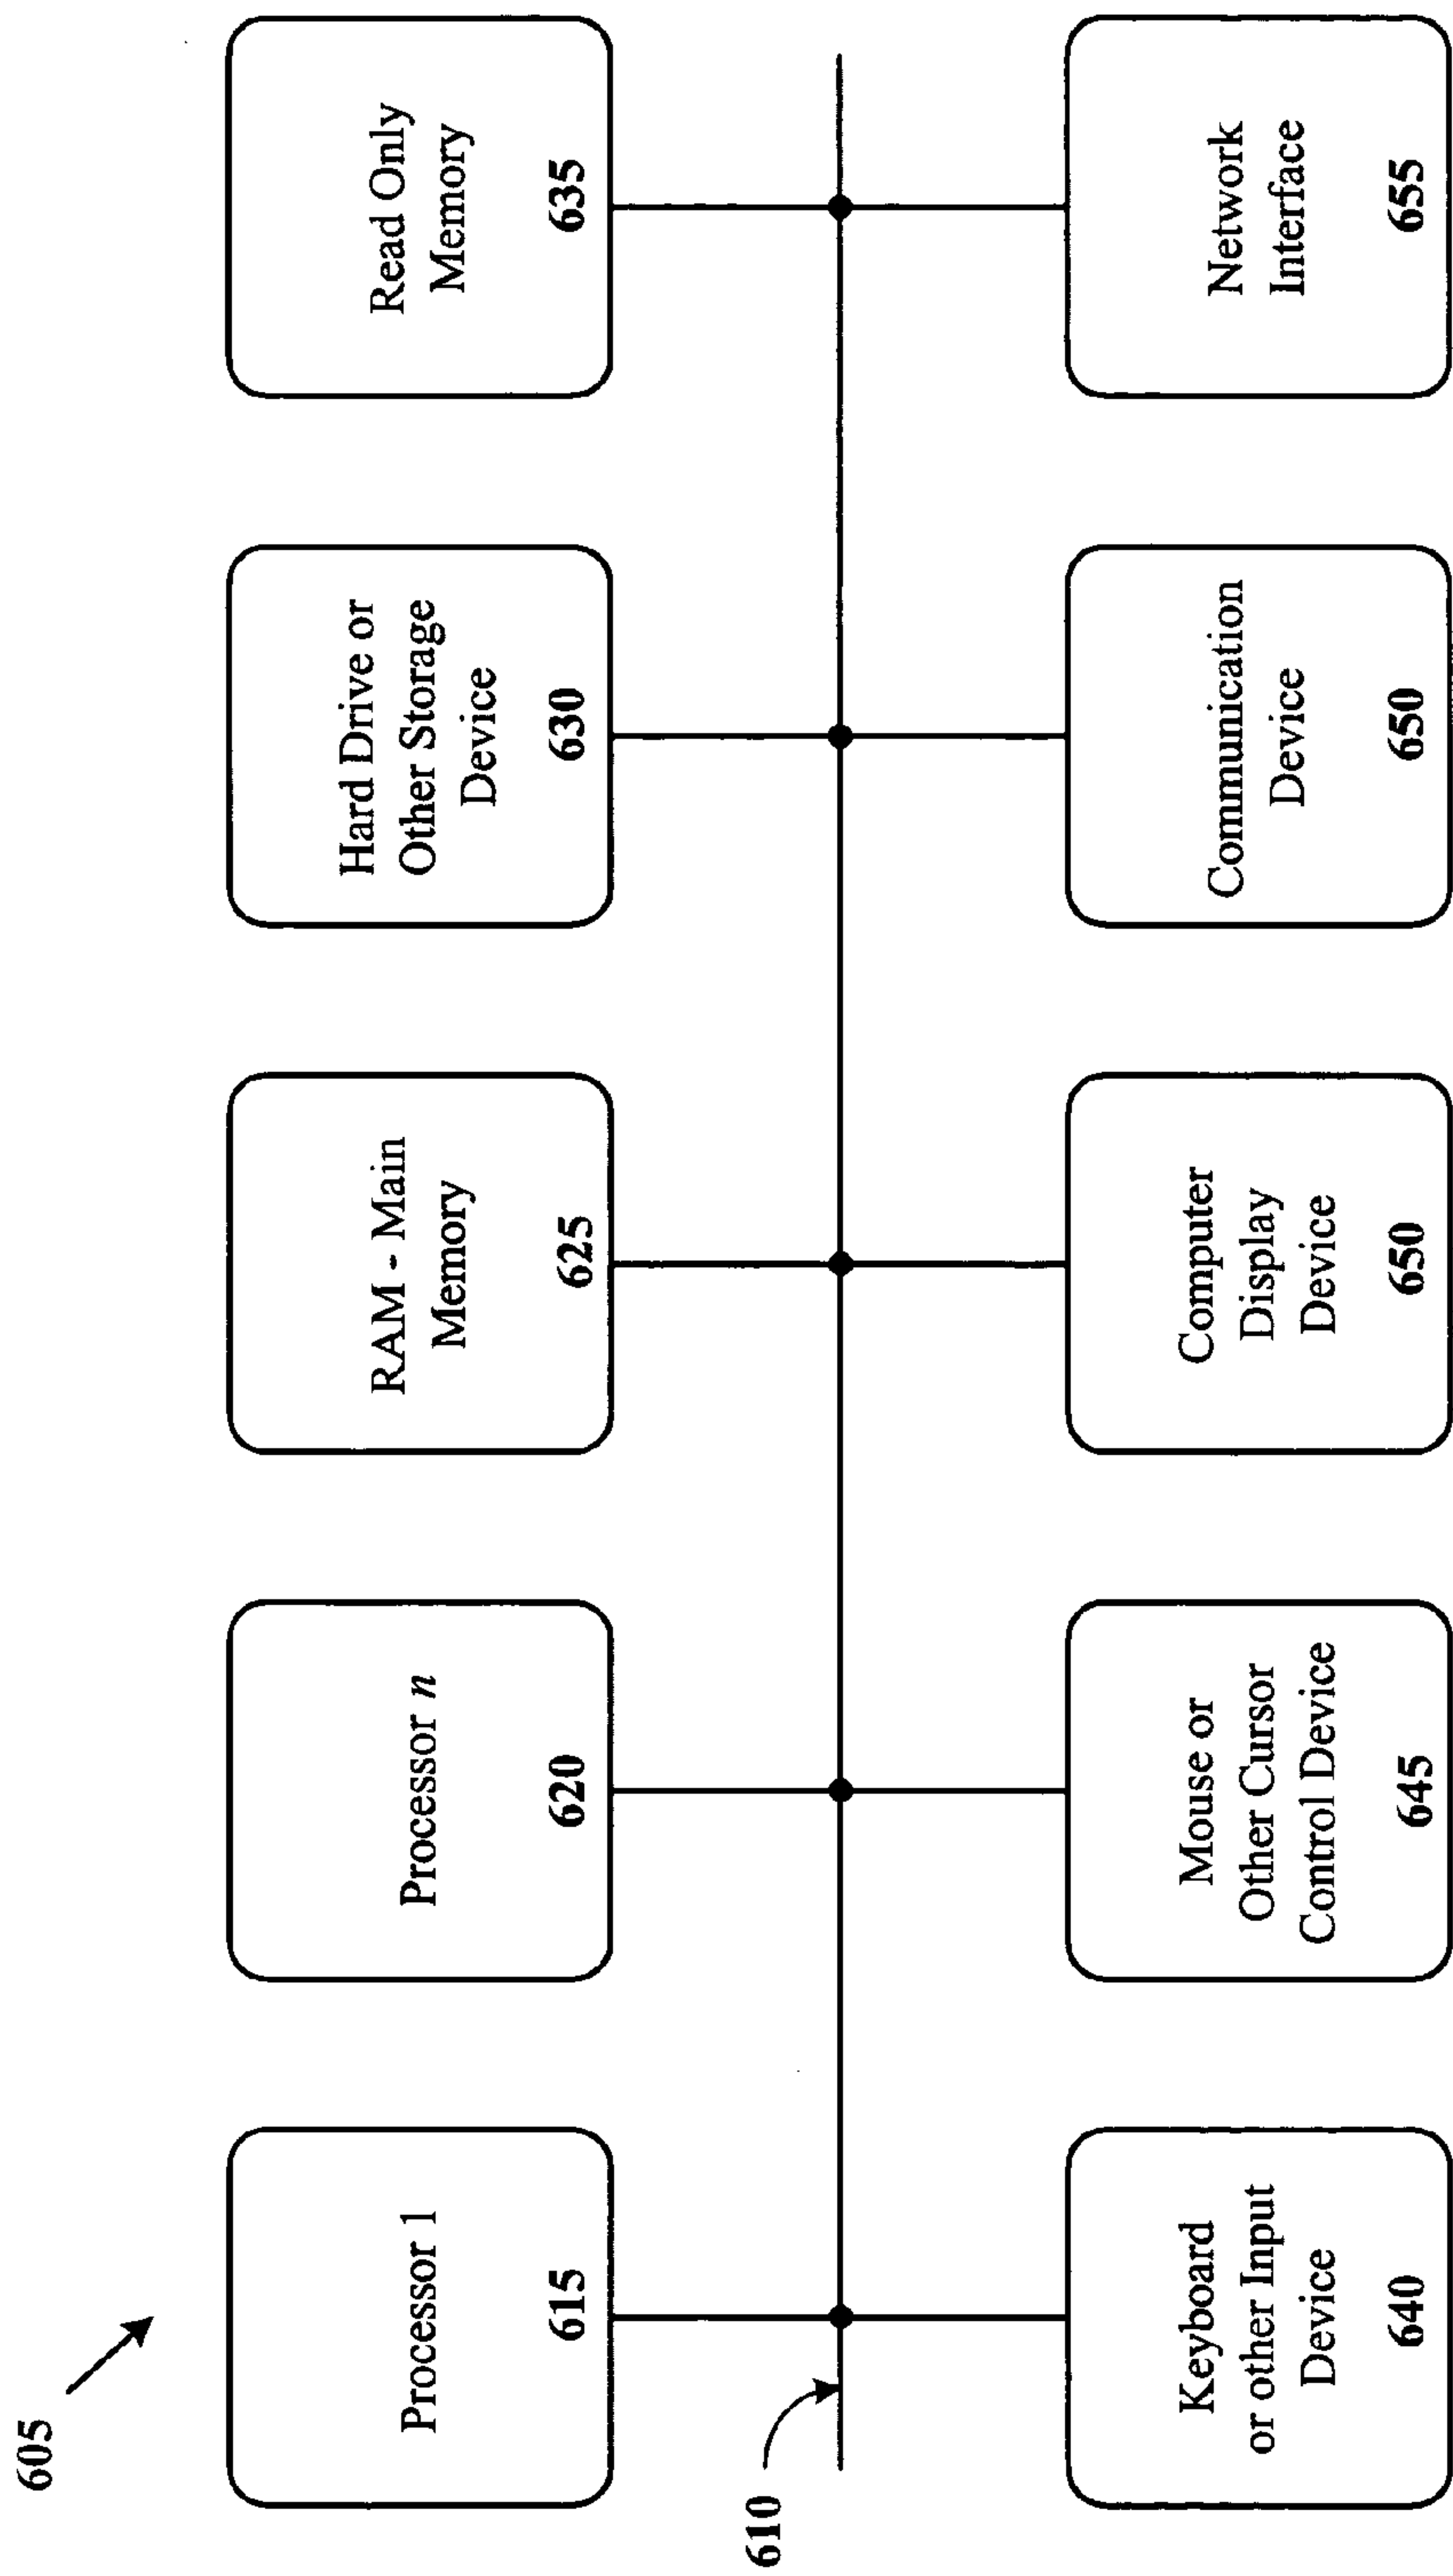 605
Processor 1
615
Processor n
620
RAM - Main
Memory
625
Hard Drive or
Other Storage
Device
630
Read Only
Memory
635
610
Keyboard
or other Input
Device
640
Mouse or
Other Cursor
Control Device
645
Computer
Display
Device
650
Communication
Device
650
Network
Interface
655